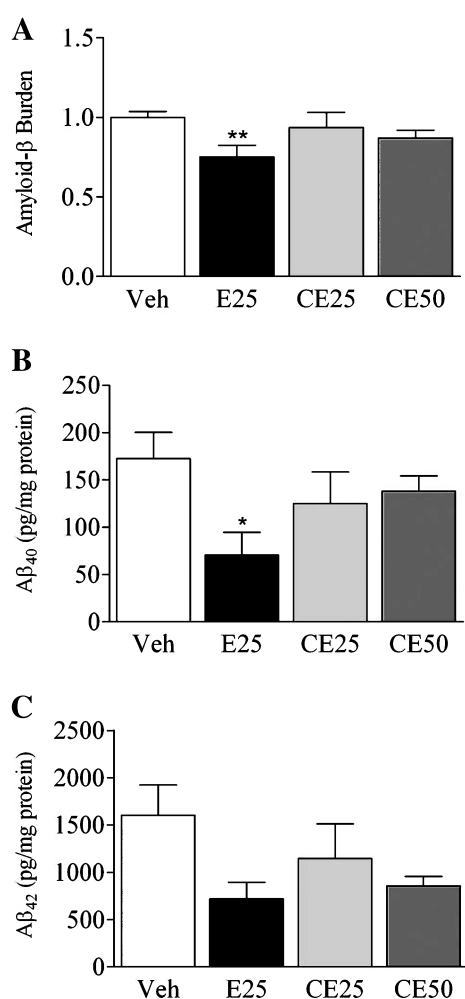 A
Amyloid-β Burden
1.5
1.0
0.5
0.0
**
Veh E25 CE25 CE50
B
Aβ40 (pg/mg protein)
250
200
150
100
50
0
*
Veh E25 CE25 CE50
C
Aβ42 (pg/mg protein)
2500
2000
1500
1000
500
0
Veh E25 CE25 CE50